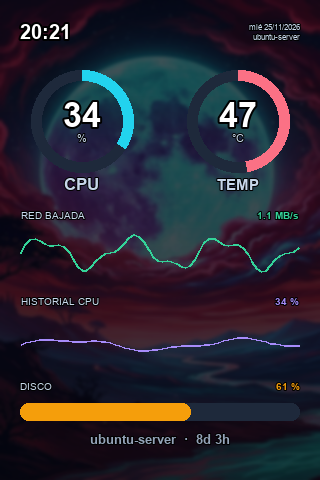 20:21
mié 25/11/2026
ubuntu-server
34
%
CPU
47
°C
TEMP
RED BAJADA
1.1 MB/s
HISTORIAL CPU
34 %
DISCO
61 %
ubuntu-server · 8d 3h